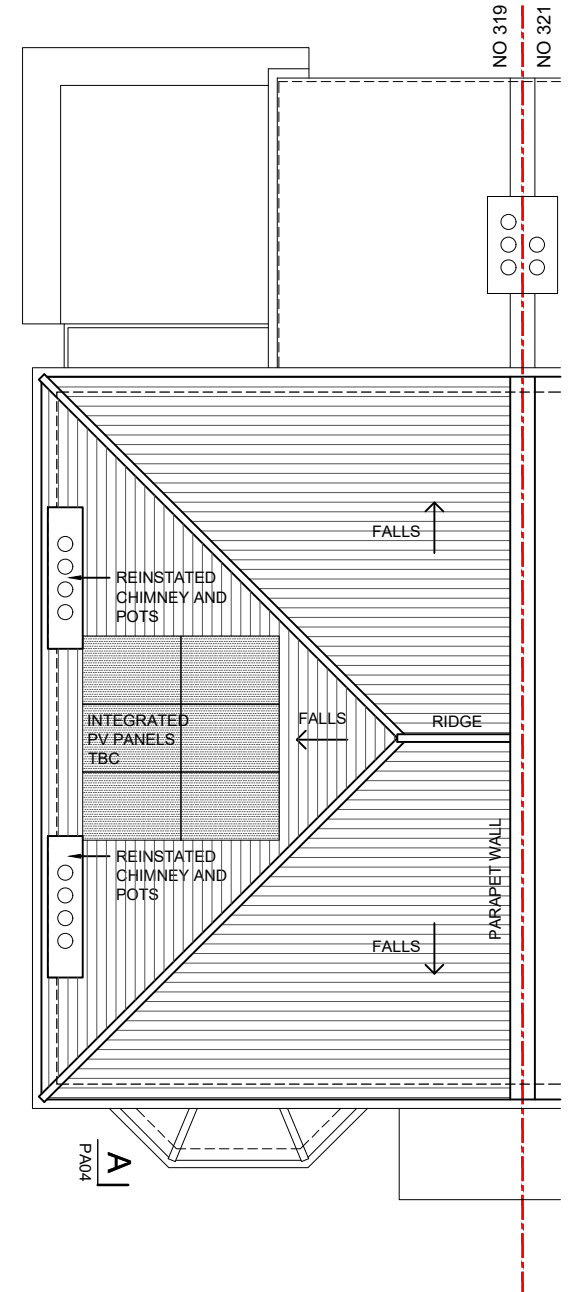 NO 319
NO 321
FALLS
REINSTATED
CHIMNEY AND
POTS
INTEGRATED
PV PANELS
TBC
FALLS
RIDGE
REINSTATED
CHIMNEY AND
POTS
PARAPET WALL
FALLS
A
PA04